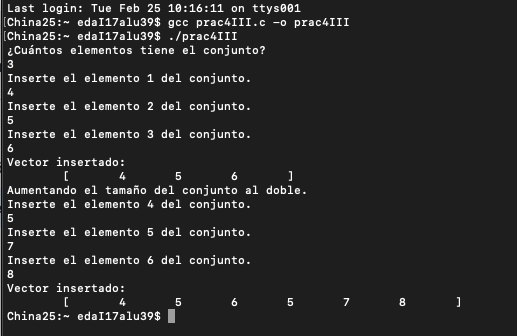 Last login: Tue Feb 25 10:16:11 on ttys001
[China25:~ edaI17alu39$ gcc prac4III.c -o prac4III
[China25:~ edaI17alu39$ ./prac4III
¿Cuántos elementos tiene el conjunto?
3
Inserte el elemento 1 del conjunto.
4
Inserte el elemento 2 del conjunto.
5
Inserte el elemento 3 del conjunto.
6
Vector insertado:
[ 4 5 6 ]
Aumentando el tamaño del conjunto al doble.
Inserte el elemento 4 del conjunto.
5
Inserte el elemento 5 del conjunto.
7
Inserte el elemento 6 del conjunto.
8
Vector insertado:
[ 4 5 6 5 7 8 ]
China25:~ edaI17alu39$